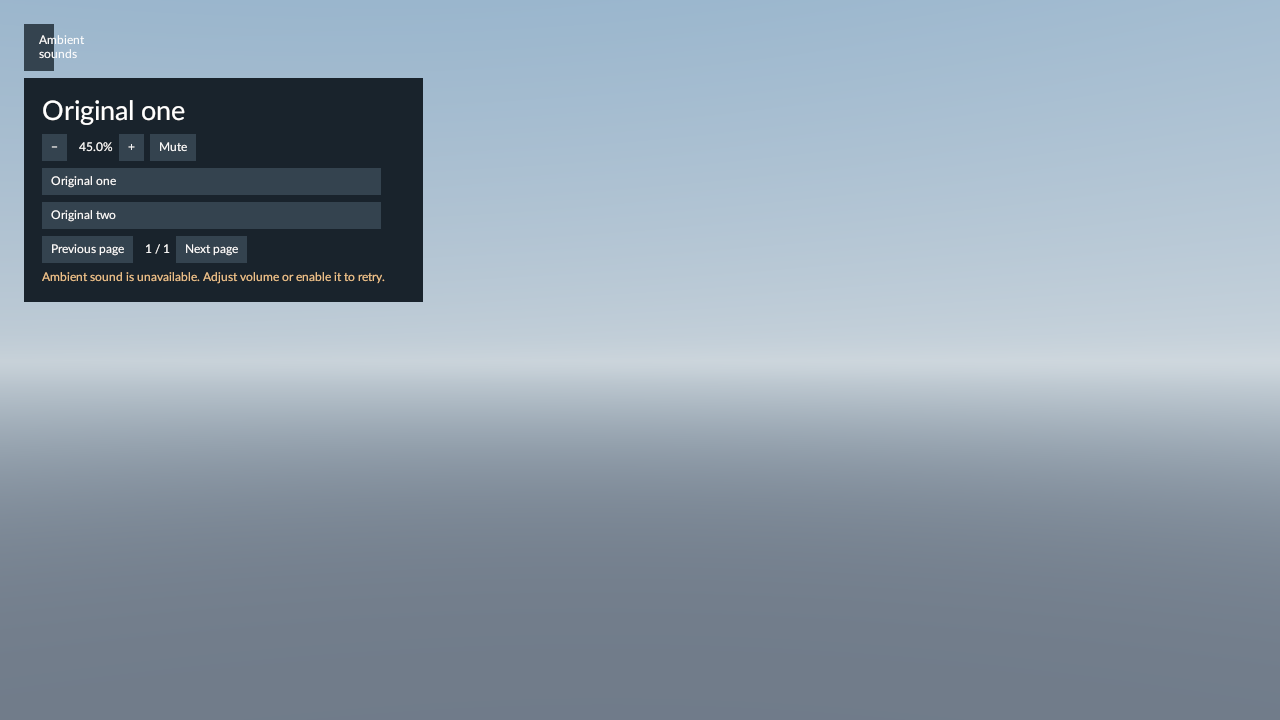 Ambient
sounds
Original one
− 45.0% + Mute
Original one
Original two
Previous page 1 / 1 Next page
Ambient sound is unavailable. Adjust volume or enable it to retry.